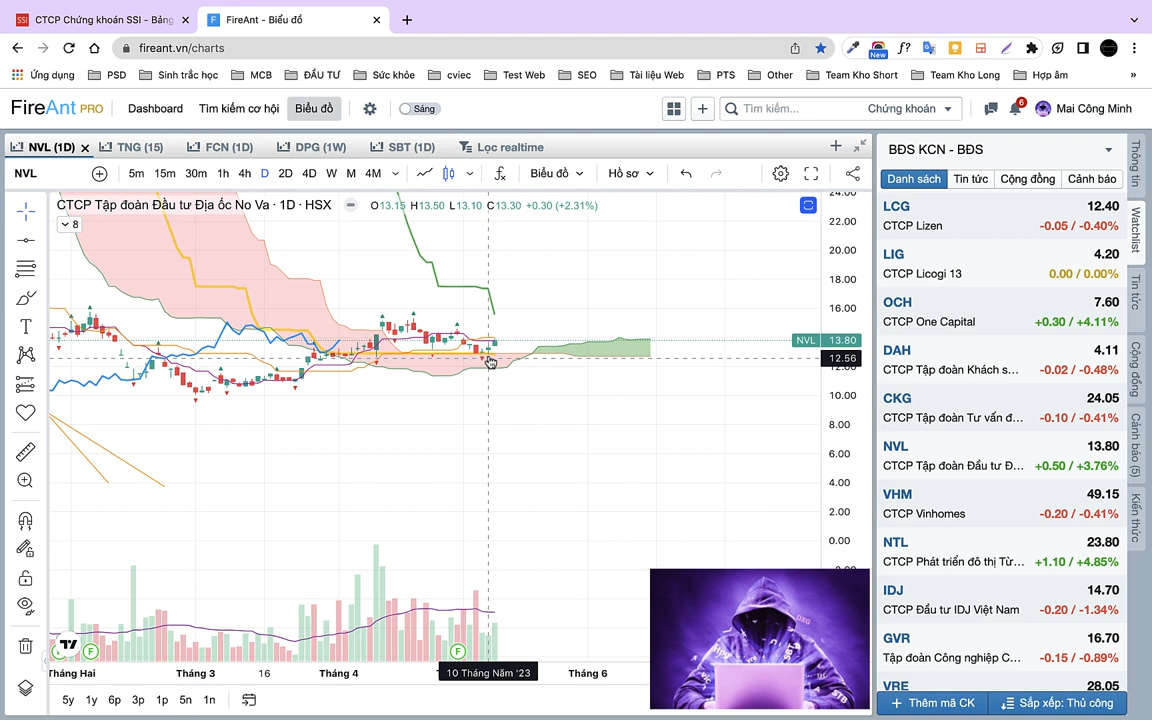 CTCP Chứng khoán SSI - Bảng
FireAnt - Biểu đồ
fireant.vn/charts
New
Ứng dụng
PSD
Sinh trắc học
MCB
ĐẦU TƯ
Sức khỏe
cviec
Test Web
SEO
Tài liệu Web
PTS
Other
Team Kho Short
Team Kho Long
Hợp âm
»
FireAnt PRO
Dashboard
Tìm kiếm cơ hội
Biểu đồ
Sáng
Tìm kiếm...
Chứng khoán
6
Mai Công Minh
NVL (1D)
TNG (15)
FCN (1D)
DPG (1W)
SBT (1D)
Lọc realtime
NVL
5m 15m 30m 1h 4h D 2D 4D W M 4M
Biểu đồ
Hồ sơ
CTCP Tập đoàn Đầu tư Địa ốc No Va · 1D · HSX
O13.15 H13.50 L13.10 C13.30 +0.30 (+2.31%)
8
24.00
22.00
20.00
18.00
16.00
NVL 13.80
12.56
12.00
10.00
8.00
6.00
4.00
2.00
0.00
F
F
Tháng Hai
Tháng 3
16
Tháng 4
10 Tháng Năm '23
Tháng 6
5y 1y 6p 3p 1p 5n 1n
BĐS KCN - BĐS
Danh sách
Tin tức
Cộng đồng
Cảnh báo
LCG 12.40
CTCP Lizen -0.05 / -0.40%
LIG 4.20
CTCP Licogi 13 0.00 / 0.00%
OCH 7.60
CTCP One Capital +0.30 / +4.11%
DAH 4.11
CTCP Tập đoàn Khách s... -0.02 / -0.48%
CKG 24.05
CTCP Tập đoàn Tư vấn đ... -0.10 / -0.41%
NVL 13.80
CTCP Tập đoàn Đầu tư Đ... +0.50 / +3.76%
VHM 49.15
CTCP Vinhomes -0.20 / -0.41%
NTL 23.80
CTCP Phát triển đô thị Từ... +1.10 / +4.85%
IDJ 14.70
CTCP Đầu tư IDJ Việt Nam -0.20 / -1.34%
GVR 16.70
Tập đoàn Công nghiệp C... -0.15 / -0.89%
VRE 28.05
Thêm mã CK
Sắp xếp: Thủ công
Thông tin
Watchlist
Tin tức
Cộng đồng
Cảnh báo (5)
Kiến thức
DXG
HPG
STB